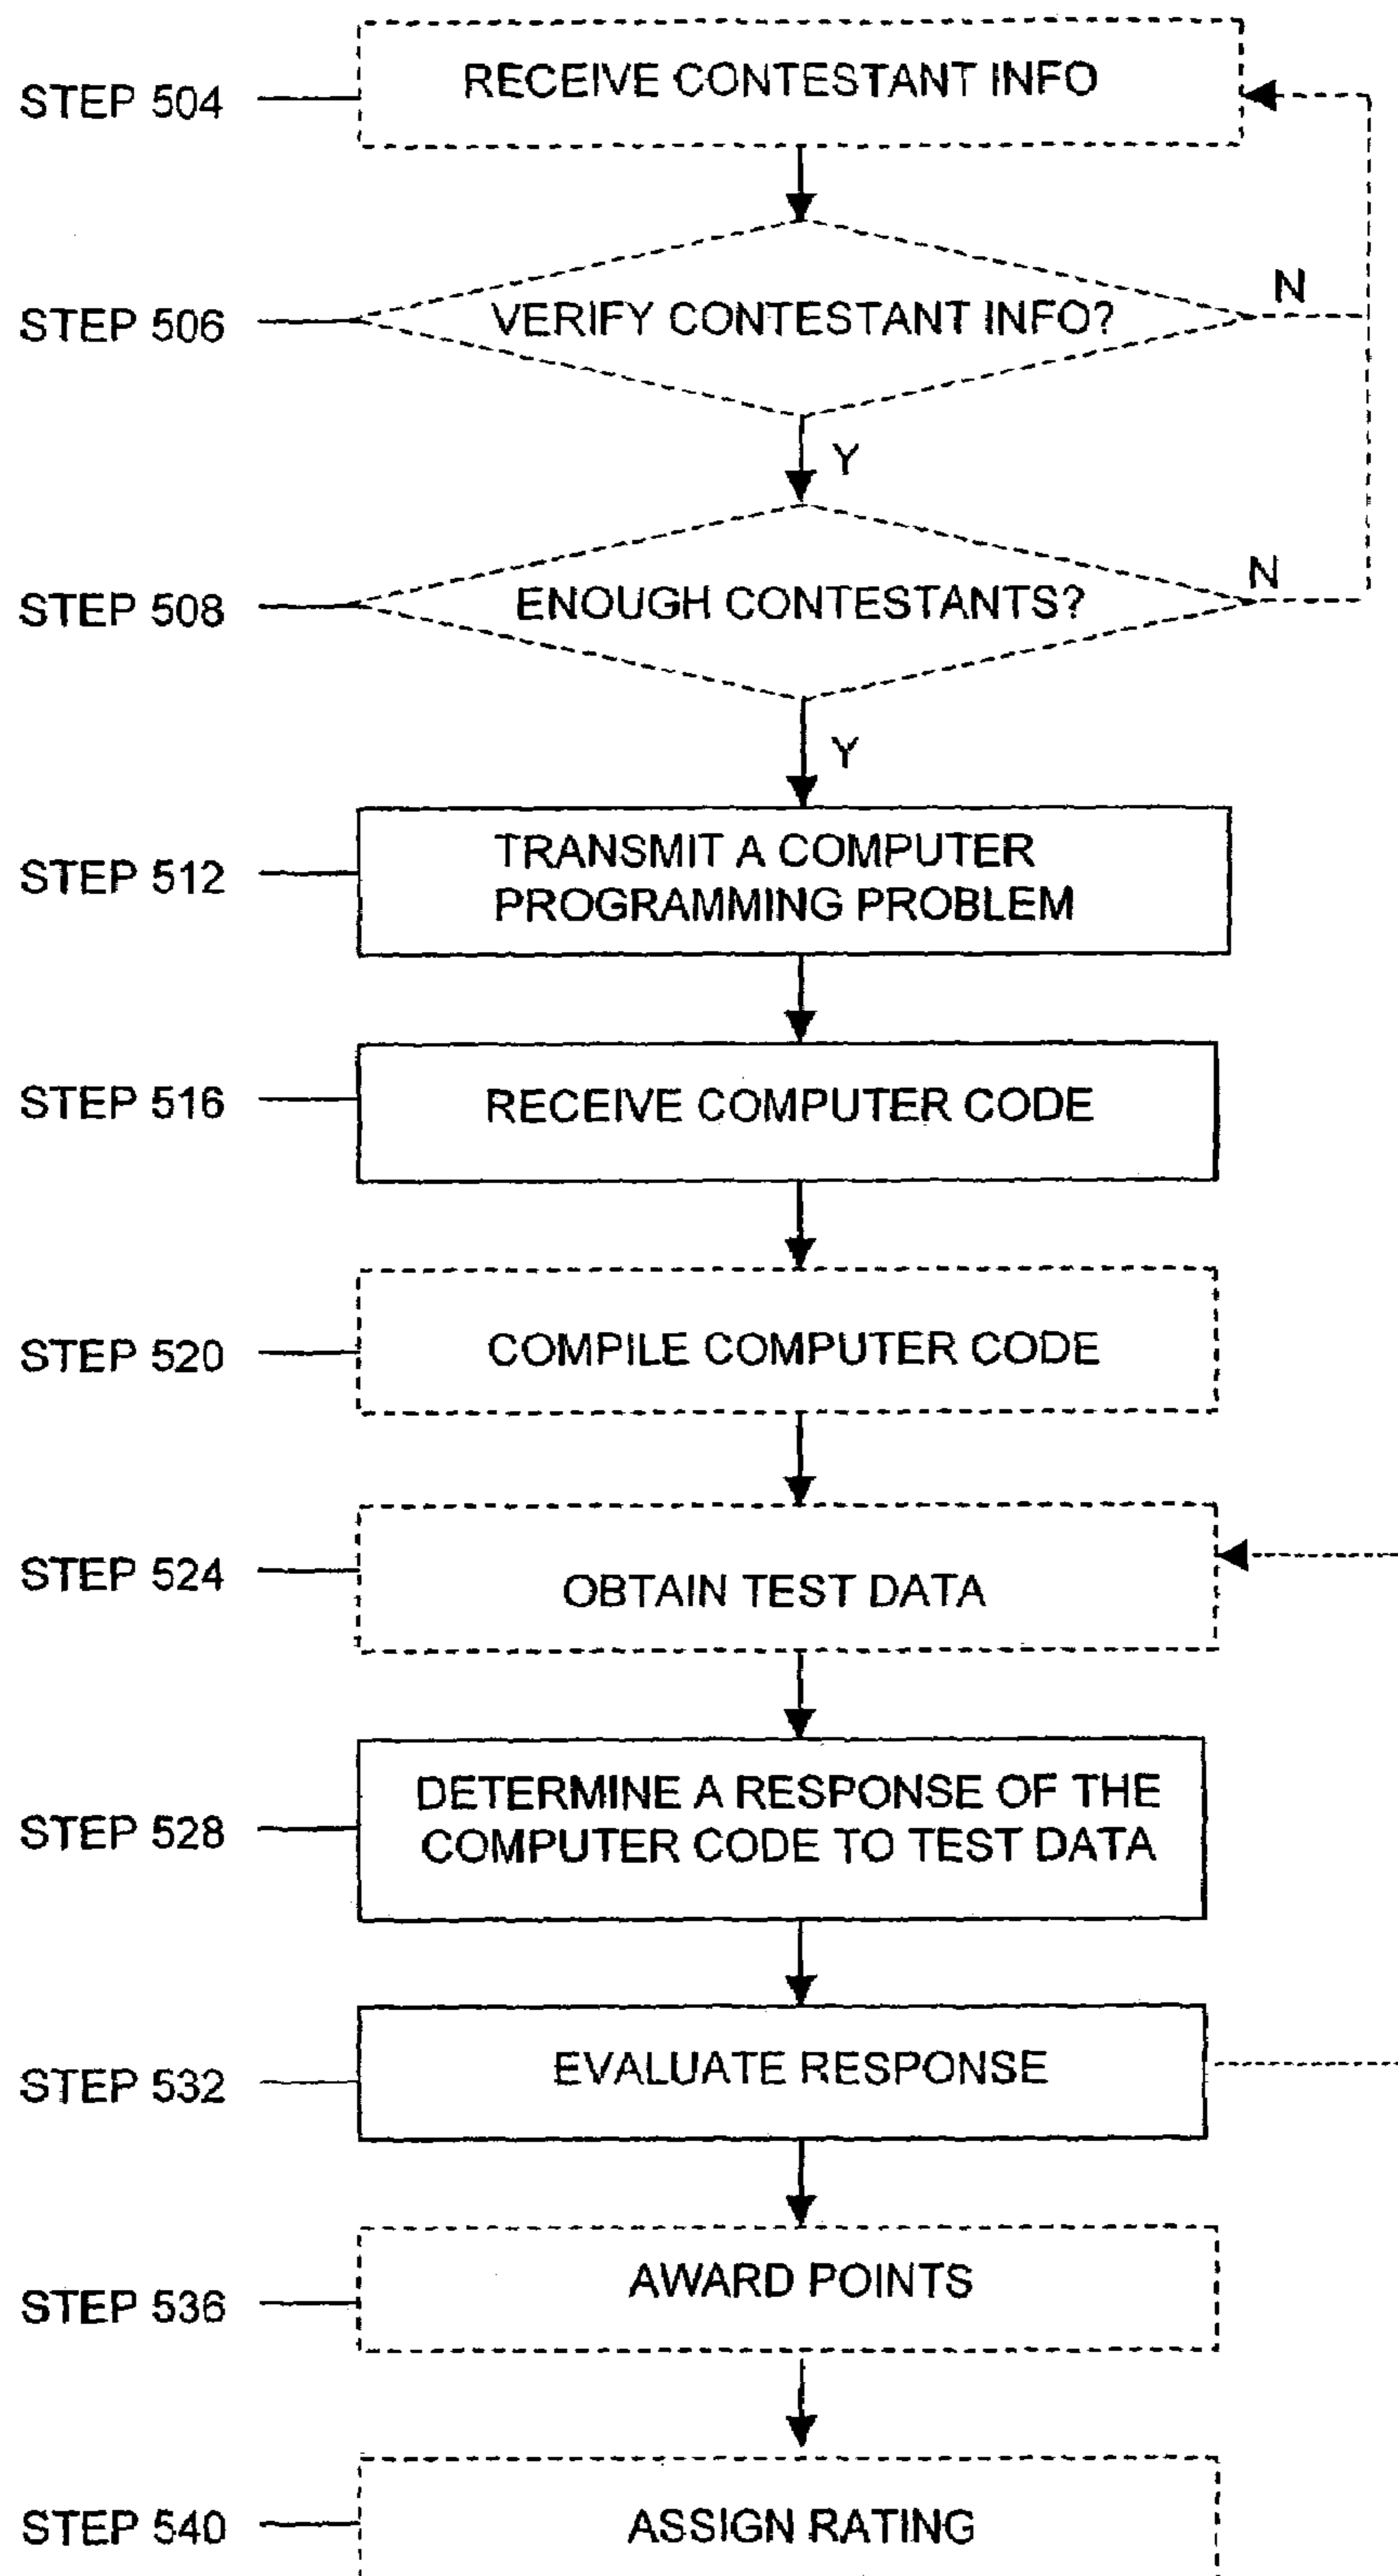 STEP 504
RECEIVE CONTESTANT INFO
STEP 506
VERIFY CONTESTANT INFO?
N
Y
STEP 508
ENOUGH CONTESTANTS?
N
Y
STEP 512
TRANSMIT A COMPUTER
PROGRAMMING PROBLEM
STEP 516
RECEIVE COMPUTER CODE
STEP 520
COMPILE COMPUTER CODE
STEP 524
OBTAIN TEST DATA
STEP 528
DETERMINE A RESPONSE OF THE
COMPUTER CODE TO TEST DATA
STEP 532
EVALUATE RESPONSE
STEP 536
AWARD POINTS
STEP 540
ASSIGN RATING